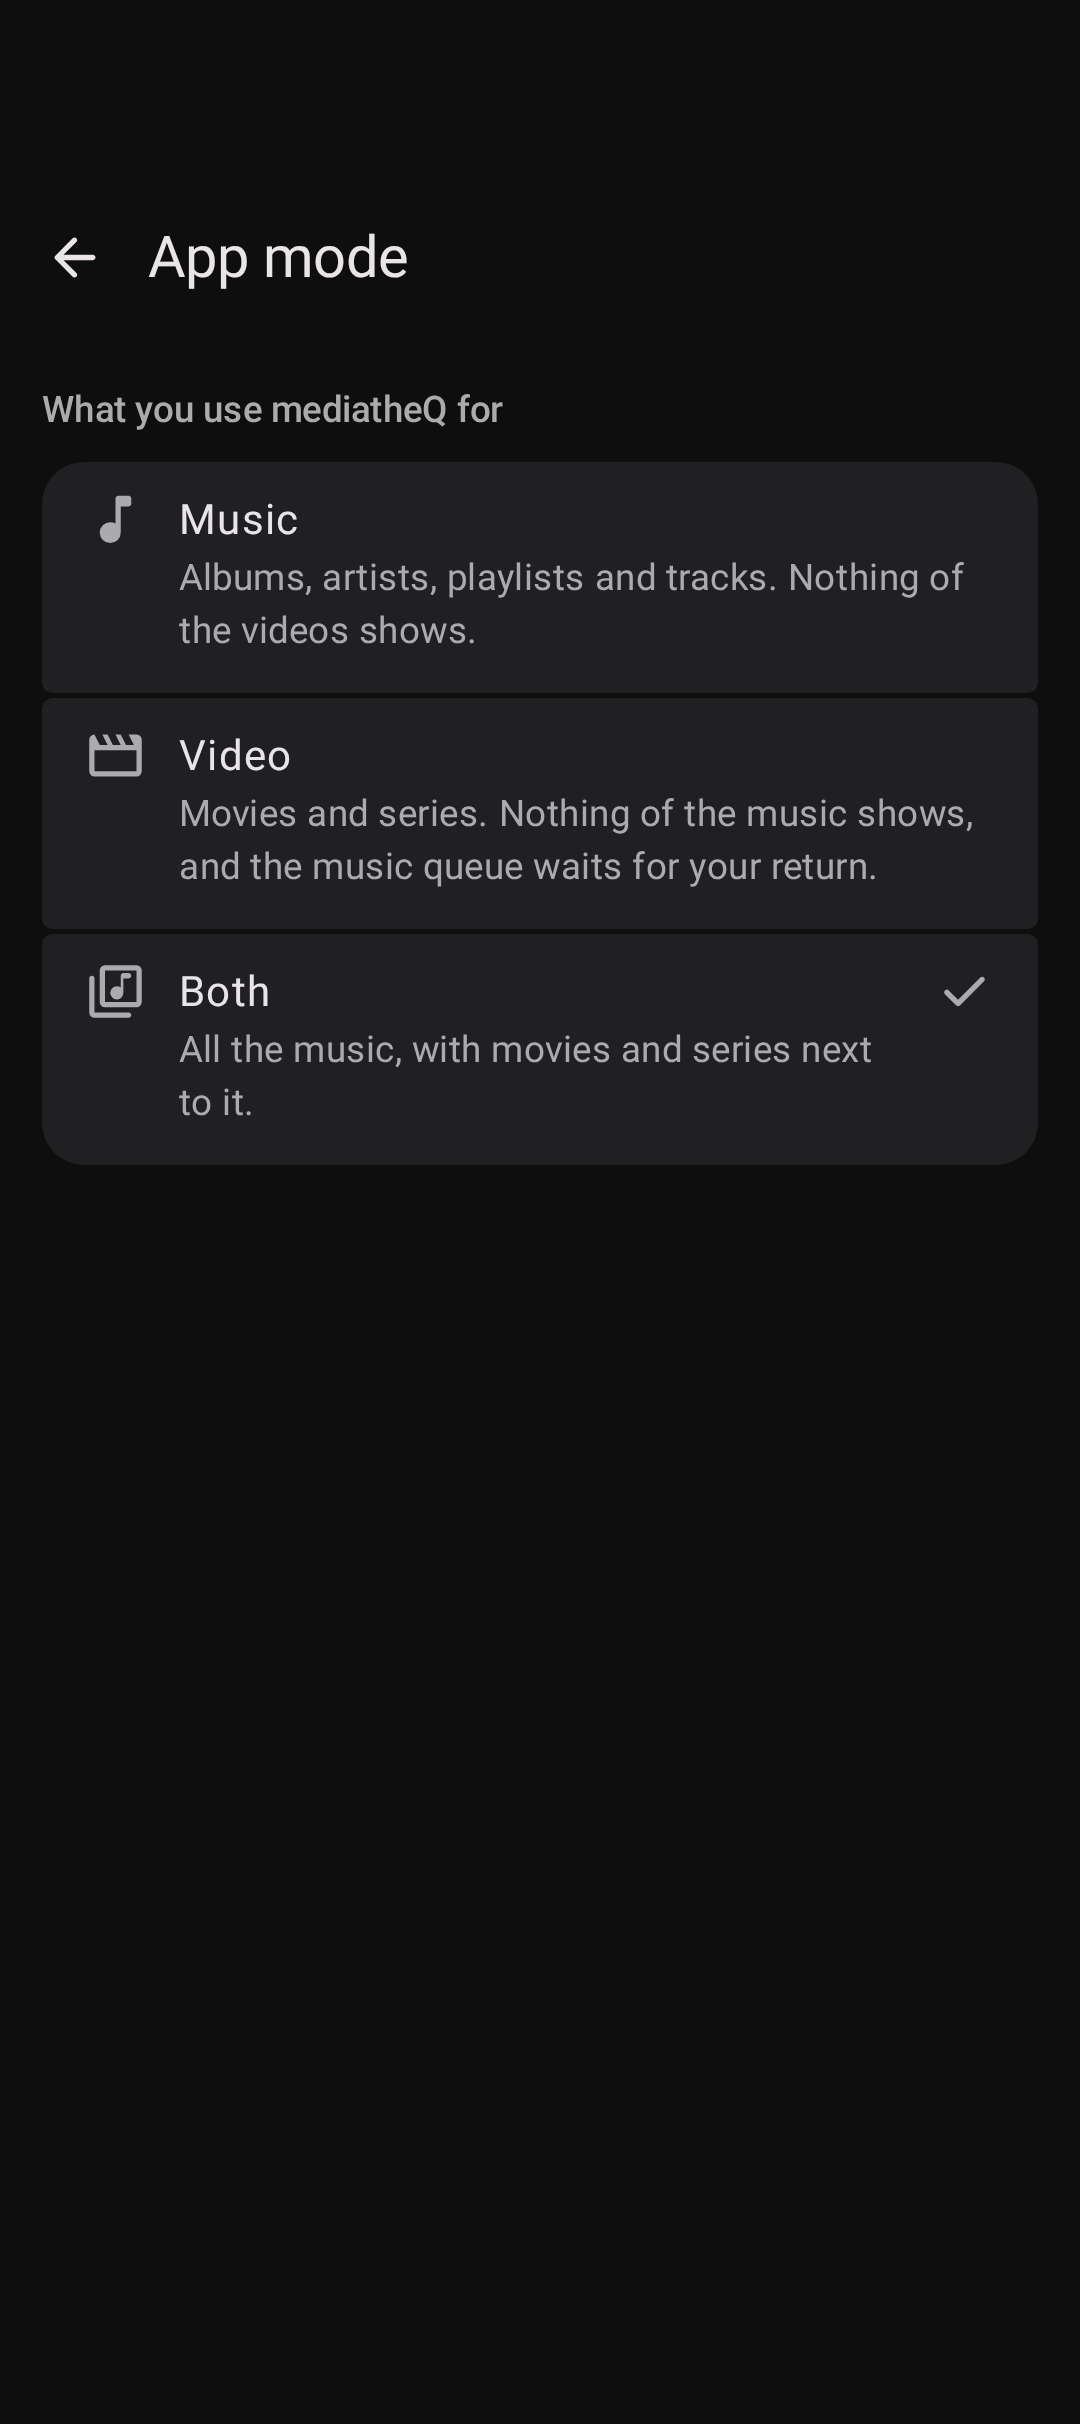 App mode
What you use mediatheQ for
Music
Albums, artists, playlists and tracks. Nothing of
the videos shows.
Video
Movies and series. Nothing of the music shows,
and the music queue waits for your return.
Both
All the music, with movies and series next
to it.